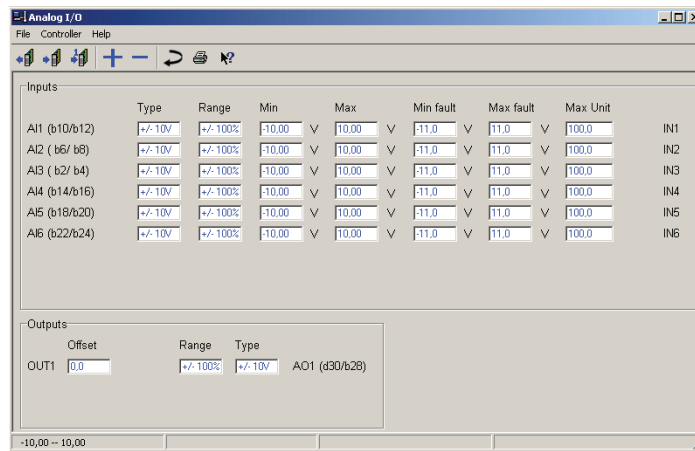 Analog I/O
File Controller Help
Inputs
Type Range Min Max Min fault Max fault Max Unit
AI1 (b10/b12) +/- 10V +/- 100% -10,00 V 10,00 V -11,0 V 11,0 V 100,0 IN1
AI2 ( b6/ b8) +/- 10V +/- 100% -10,00 V 10,00 V -11,0 V 11,0 V 100,0 IN2
AI3 ( b2/ b4) +/- 10V +/- 100% -10,00 V 10,00 V -11,0 V 11,0 V 100,0 IN3
AI4 (b14/b16) +/- 10V +/- 100% -10,00 V 10,00 V -11,0 V 11,0 V 100,0 IN4
AI5 (b18/b20) +/- 10V +/- 100% -10,00 V 10,00 V -11,0 V 11,0 V 100,0 IN5
AI6 (b22/b24) +/- 10V +/- 100% -10,00 V 10,00 V -11,0 V 11,0 V 100,0 IN6
Outputs
Offset Range Type
OUT1 0,0 +/- 100% +/- 10V AO1 (d30/b28)
-10,00 -- 10,00